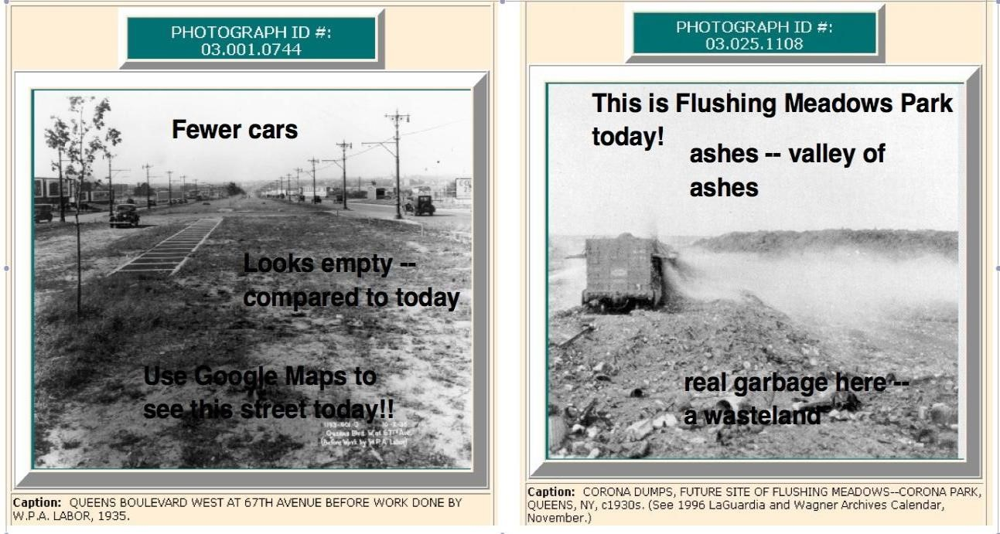 PHOTOGRAPH ID #:
03.001.0744
Fewer cars
Looks empty --
compared to today
Use Google Maps to
see this street today!!
Queens Blvd. W at 67th Ave.
(Before Work by W.P.A. Labor)
Caption: QUEENS BOULEVARD WEST AT 67TH AVENUE BEFORE WORK DONE BY
W.P.A. LABOR, 1935.
PHOTOGRAPH ID #:
03.025.1108
This is Flushing Meadows Park
today!
ashes -- valley of
ashes
real garbage here --
a wasteland
Caption: CORONA DUMPS, FUTURE SITE OF FLUSHING MEADOWS--CORONA PARK,
QUEENS, NY, c1930s. (See 1996 LaGuardia and Wagner Archives Calendar,
November.)